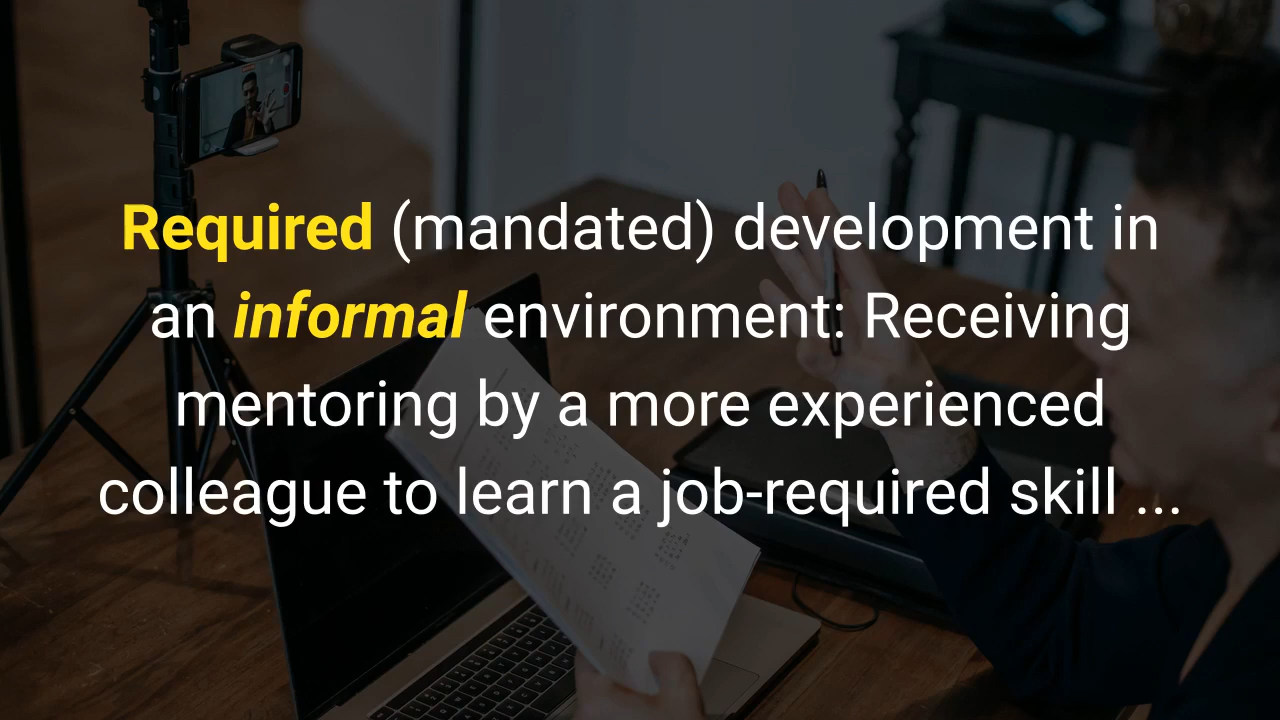 Required (mandated) development in
an informal environment: Receiving
mentoring by a more experienced
colleague to learn a job-required skill ...